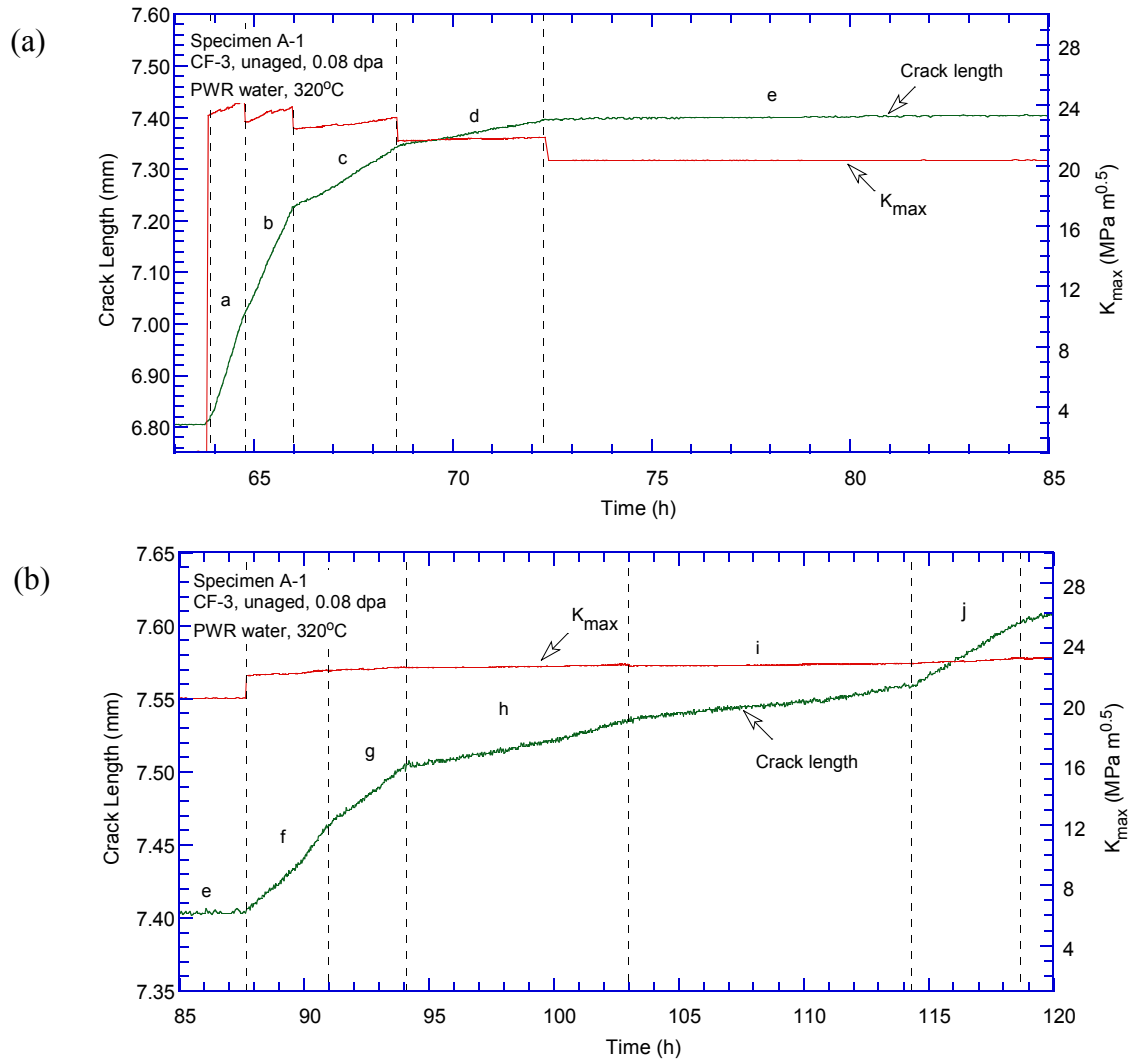 (a)
Specimen A-1
CF-3, unaged, 0.08 dpa
PWR water, 320°C
7.60
7.50
7.40
7.30
7.20
7.10
7.00
6.90
6.80
Crack Length (mm)
a
b
c
d
e
Crack length
Kmax
28
24
20
16
12
8
4
Kmax (MPa m0.5)
65
70
75
80
85
Time (h)
(b)
Specimen A-1
CF-3, unaged, 0.08 dpa
PWR water, 320°C
7.65
7.60
7.55
7.50
7.45
7.40
7.35
Crack Length (mm)
e
f
g
h
i
j
Kmax
Crack length
28
24
20
16
12
8
4
Kmax (MPa m0.5)
85
90
95
100
105
110
115
120
Time (h)